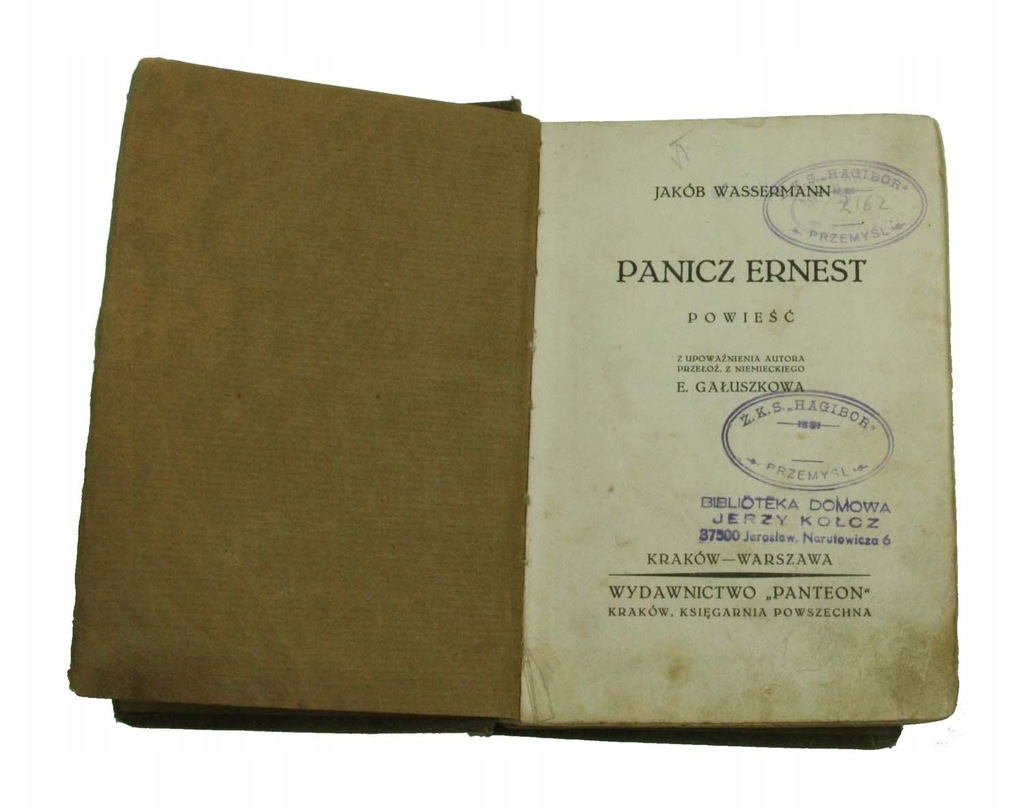 VI.
JAKÓB WASSERMANN
Ż.K.S. „HAGIBOR"
2162
PRZEMYŚL
PANICZ ERNEST
POWIEŚĆ
Z UPOWAŻNIENIA AUTORA
PRZEŁOŻ. Z NIEMIECKIEGO
E. GAŁUSZKOWA
Ż.K.S. „HAGIBOR"
PRZEMYŚL
BIBLIOTEKA DOMOWA
JERZY KOŁCZ
37500 Jarosław, Narutowicza 6
KRAKÓW—WARSZAWA
WYDAWNICTWO „PANTEON"
KRAKÓW, KSIĘGARNIA POWSZECHNA